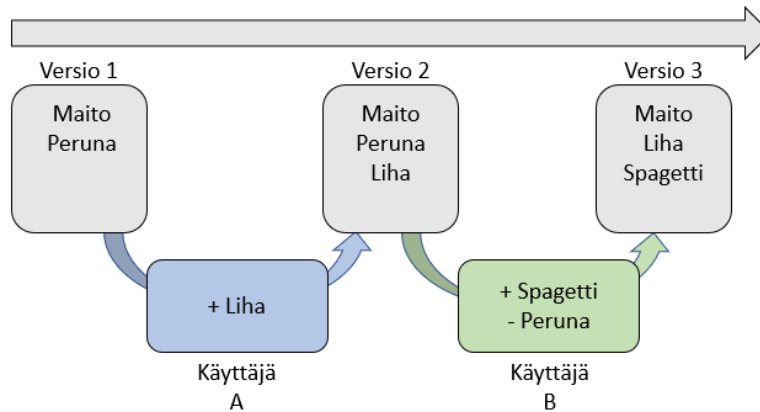 Versio 1
Maito
Peruna
Versio 2
Maito
Peruna
Liha
Versio 3
Maito
Liha
Spagetti
+ Liha
Käyttäjä
A
+ Spagetti
- Peruna
Käyttäjä
B